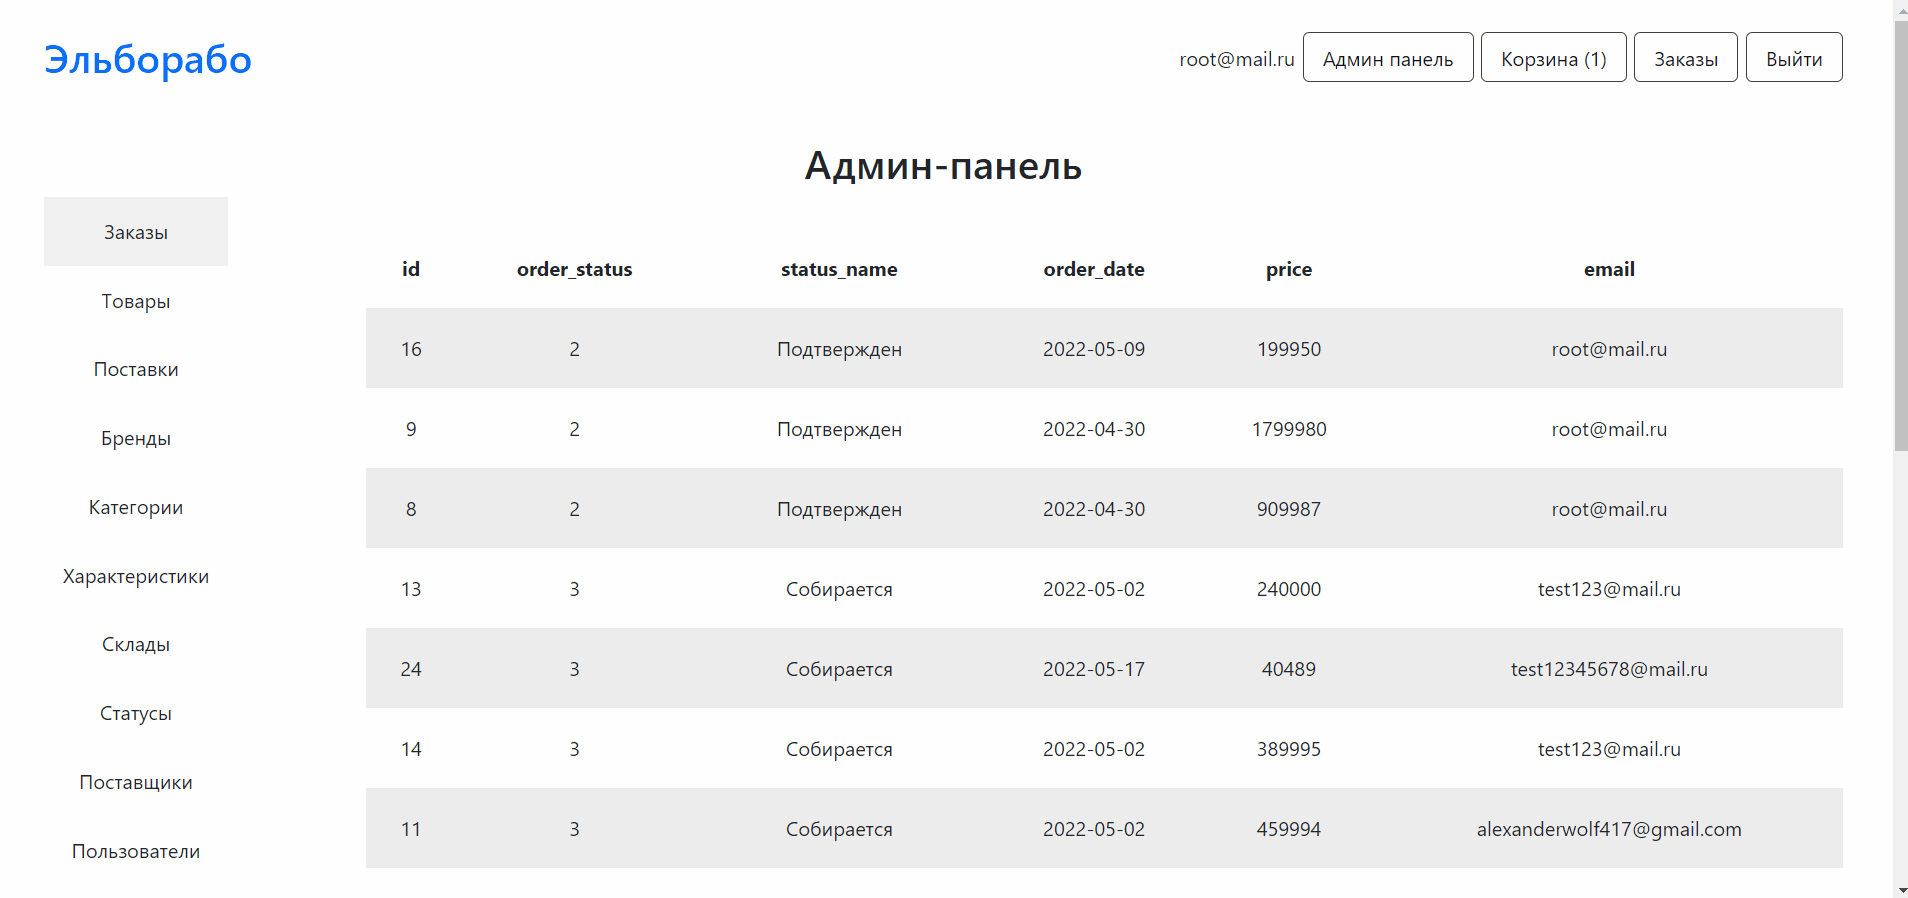 Эльборабо
root@mail.ru Админ панель Корзина (1) Заказы Выйти
Админ-панель
Заказы
Товары
Поставки
Бренды
Категории
Характеристики
Склады
Статусы
Поставщики
Пользователи
id order_status status_name order_date price email
16 2 Подтвержден 2022-05-09 199950 root@mail.ru
9 2 Подтвержден 2022-04-30 1799980 root@mail.ru
8 2 Подтвержден 2022-04-30 909987 root@mail.ru
13 3 Собирается 2022-05-02 240000 test123@mail.ru
24 3 Собирается 2022-05-17 40489 test12345678@mail.ru
14 3 Собирается 2022-05-02 389995 test123@mail.ru
11 3 Собирается 2022-05-02 459994 alexanderwolf417@gmail.com